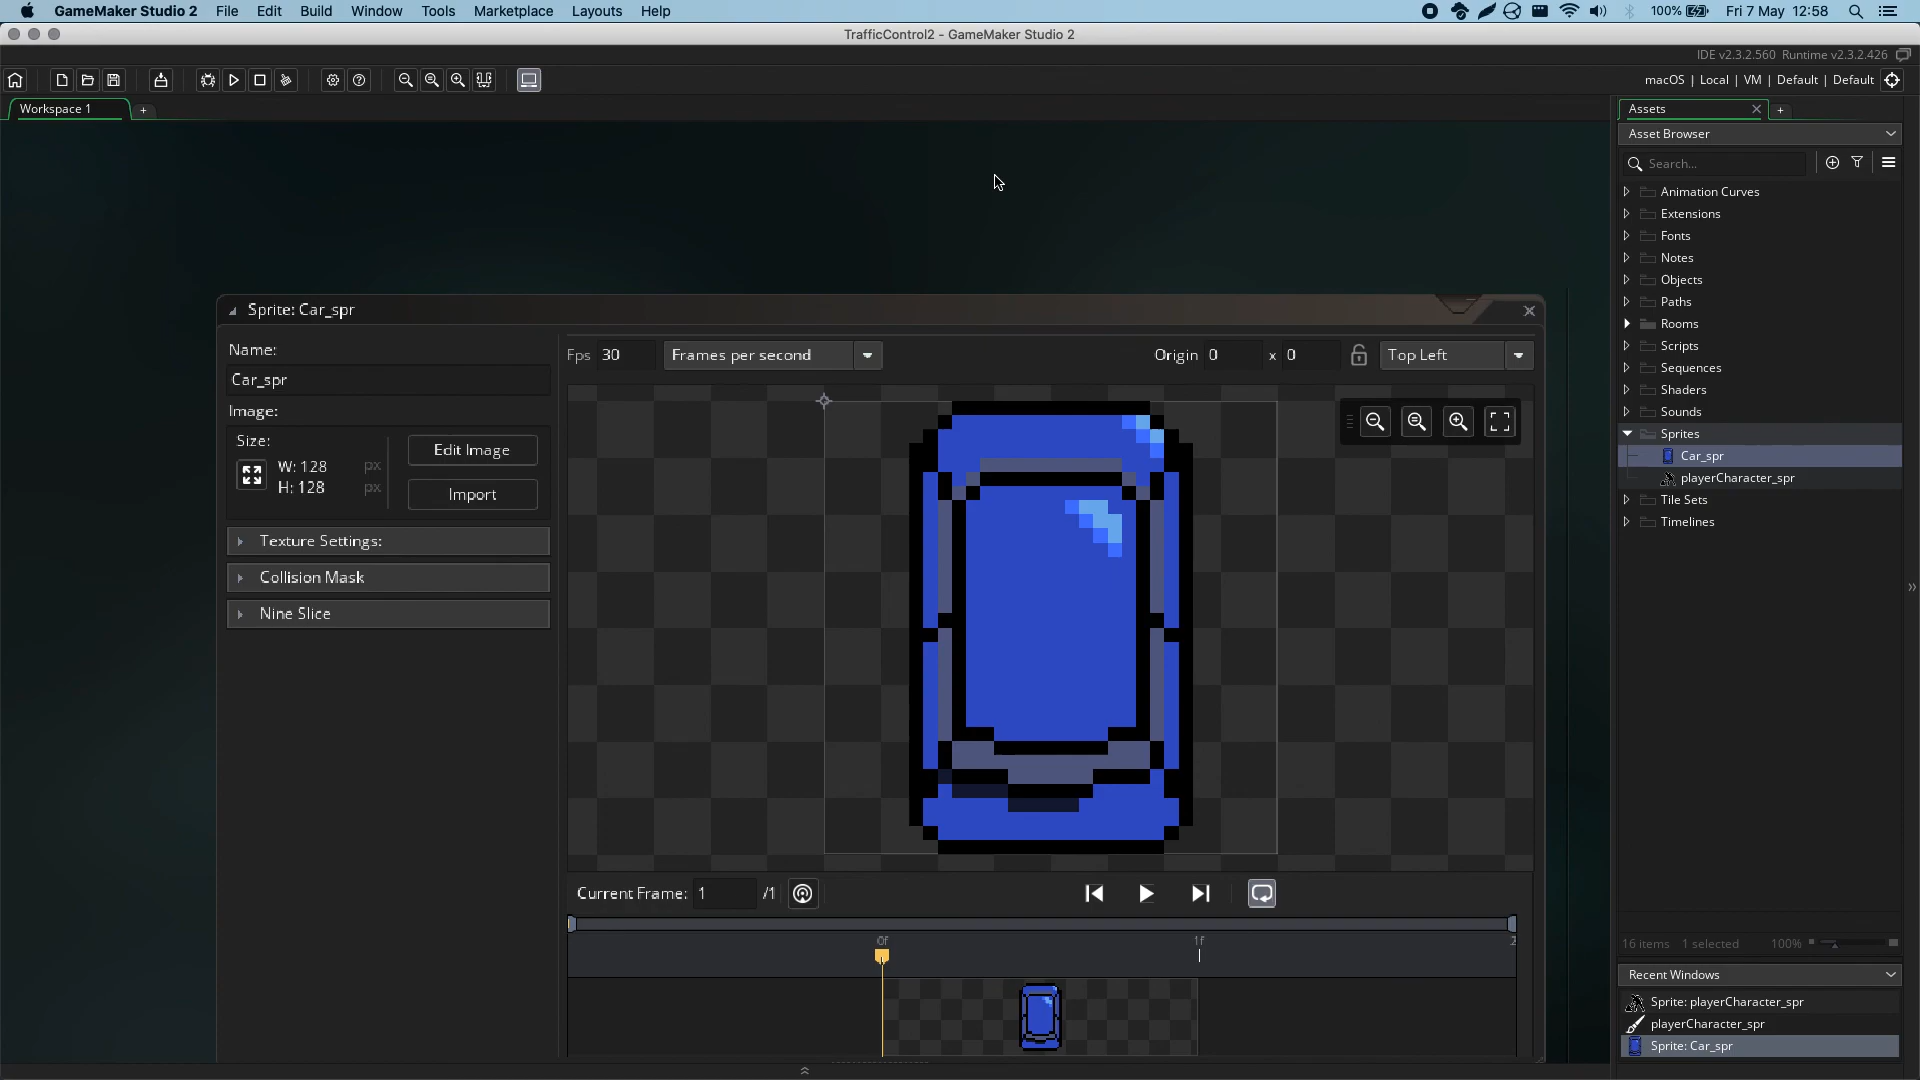 GameMaker Studio 2 File Edit Build Window Tools Marketplace Layouts Help 100% Fri 7 May 12:58
TrafficControl2 - GameMaker Studio 2
IDE v2.3.2.560 Runtime v2.3.2.426
macOS | Local | VM | Default | Default
Workspace 1 +
Assets +
Asset Browser
Search...
Animation Curves
Extensions
Fonts
Notes
Objects
Paths
Rooms
Scripts
Sequences
Shaders
Sounds
Sprites
Car_spr
playerCharacter_spr
Tile Sets
Timelines
Sprite: Car_spr
Name:
Car_spr
Image:
Size:
W: 128 px
H: 128 px
Edit Image
Import
Texture Settings:
Collision Mask
Nine Slice
Fps 30 Frames per second Origin 0 x 0 Top Left
Current Frame: 1 /1
0f 1f 2
16 items 1 selected 100%
Recent Windows
Sprite: playerCharacter_spr
playerCharacter_spr
Sprite: Car_spr